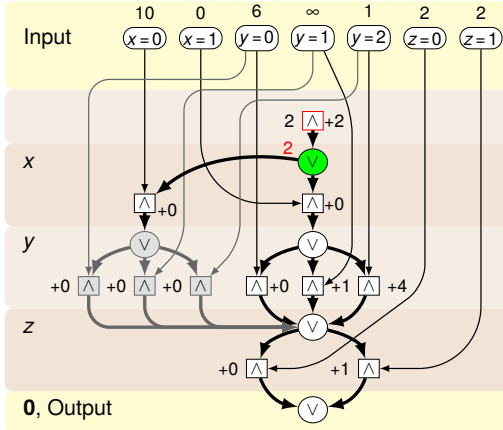 10 0 6 ∞ 1 2 2
Input x=0 x=1 y=0 y=1 y=2 z=0 z=1
2 ∧ +2
x 2 ∨
∧ +0 ∧ +0
y ∨ ∨
+0 ∧ +0 ∧ +0 ∧ ∧ +0 ∧ +1 ∧ +4
z ∨
+0 ∧ +1 ∧
0, Output ∨